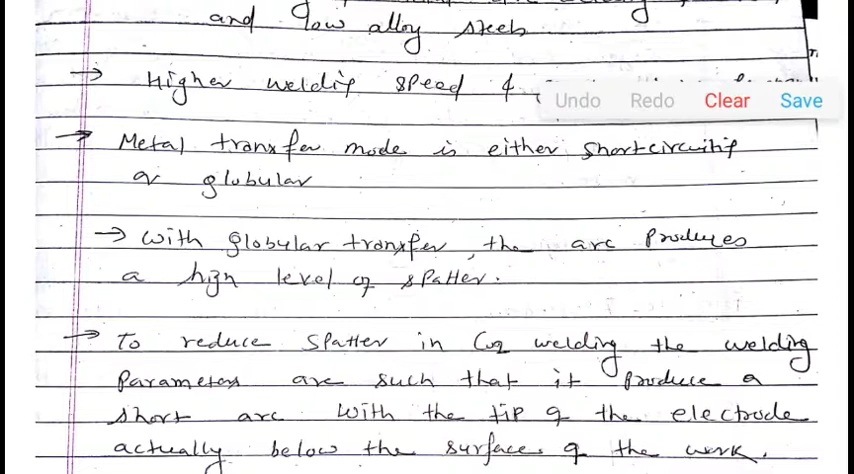 and low alloy steels
→ Higher welding speed &
Undo Redo Clear Save
→ Metal transfer mode is either shortcircuiting
or globular
→ With globular transfer, the arc produces
a high level of spatter.
→ To reduce spatter in Co2 welding the welding
Parameters are such that it produce a
short arc with the tip of the electrode
actually below the surface of the work.